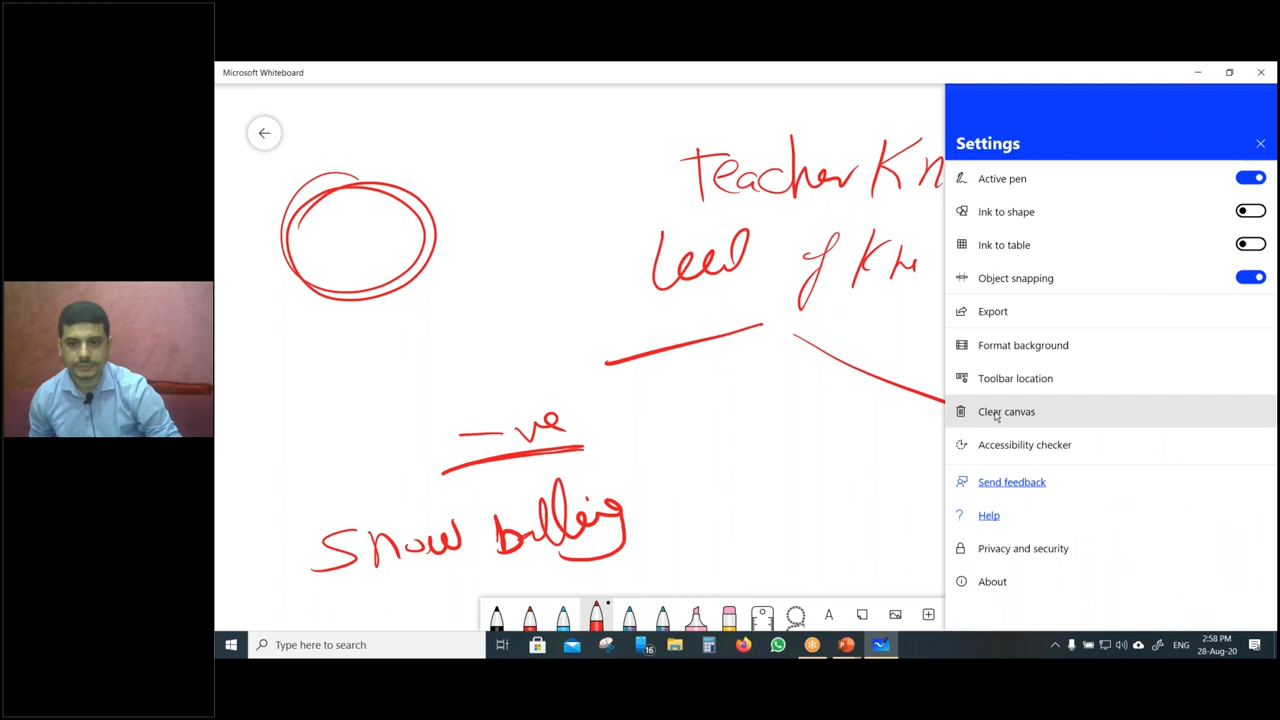 Microsoft Whiteboard
Settings
Active pen
Ink to shape
Ink to table
Object snapping
Export
Format background
Toolbar location
Clear canvas
Accessibility checker
Send feedback
Help
Privacy and security
About
Teacher Kn
of Kn
-ve
Snow balling
A
Type here to search
16
ENG
2:58 PM
28-Aug-20